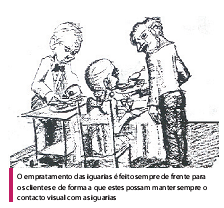 O empratamento das iguarias é feito sempre de frente para
os clientes e de forma a que estes possam manter sempre o
contacto visual com as iguarias